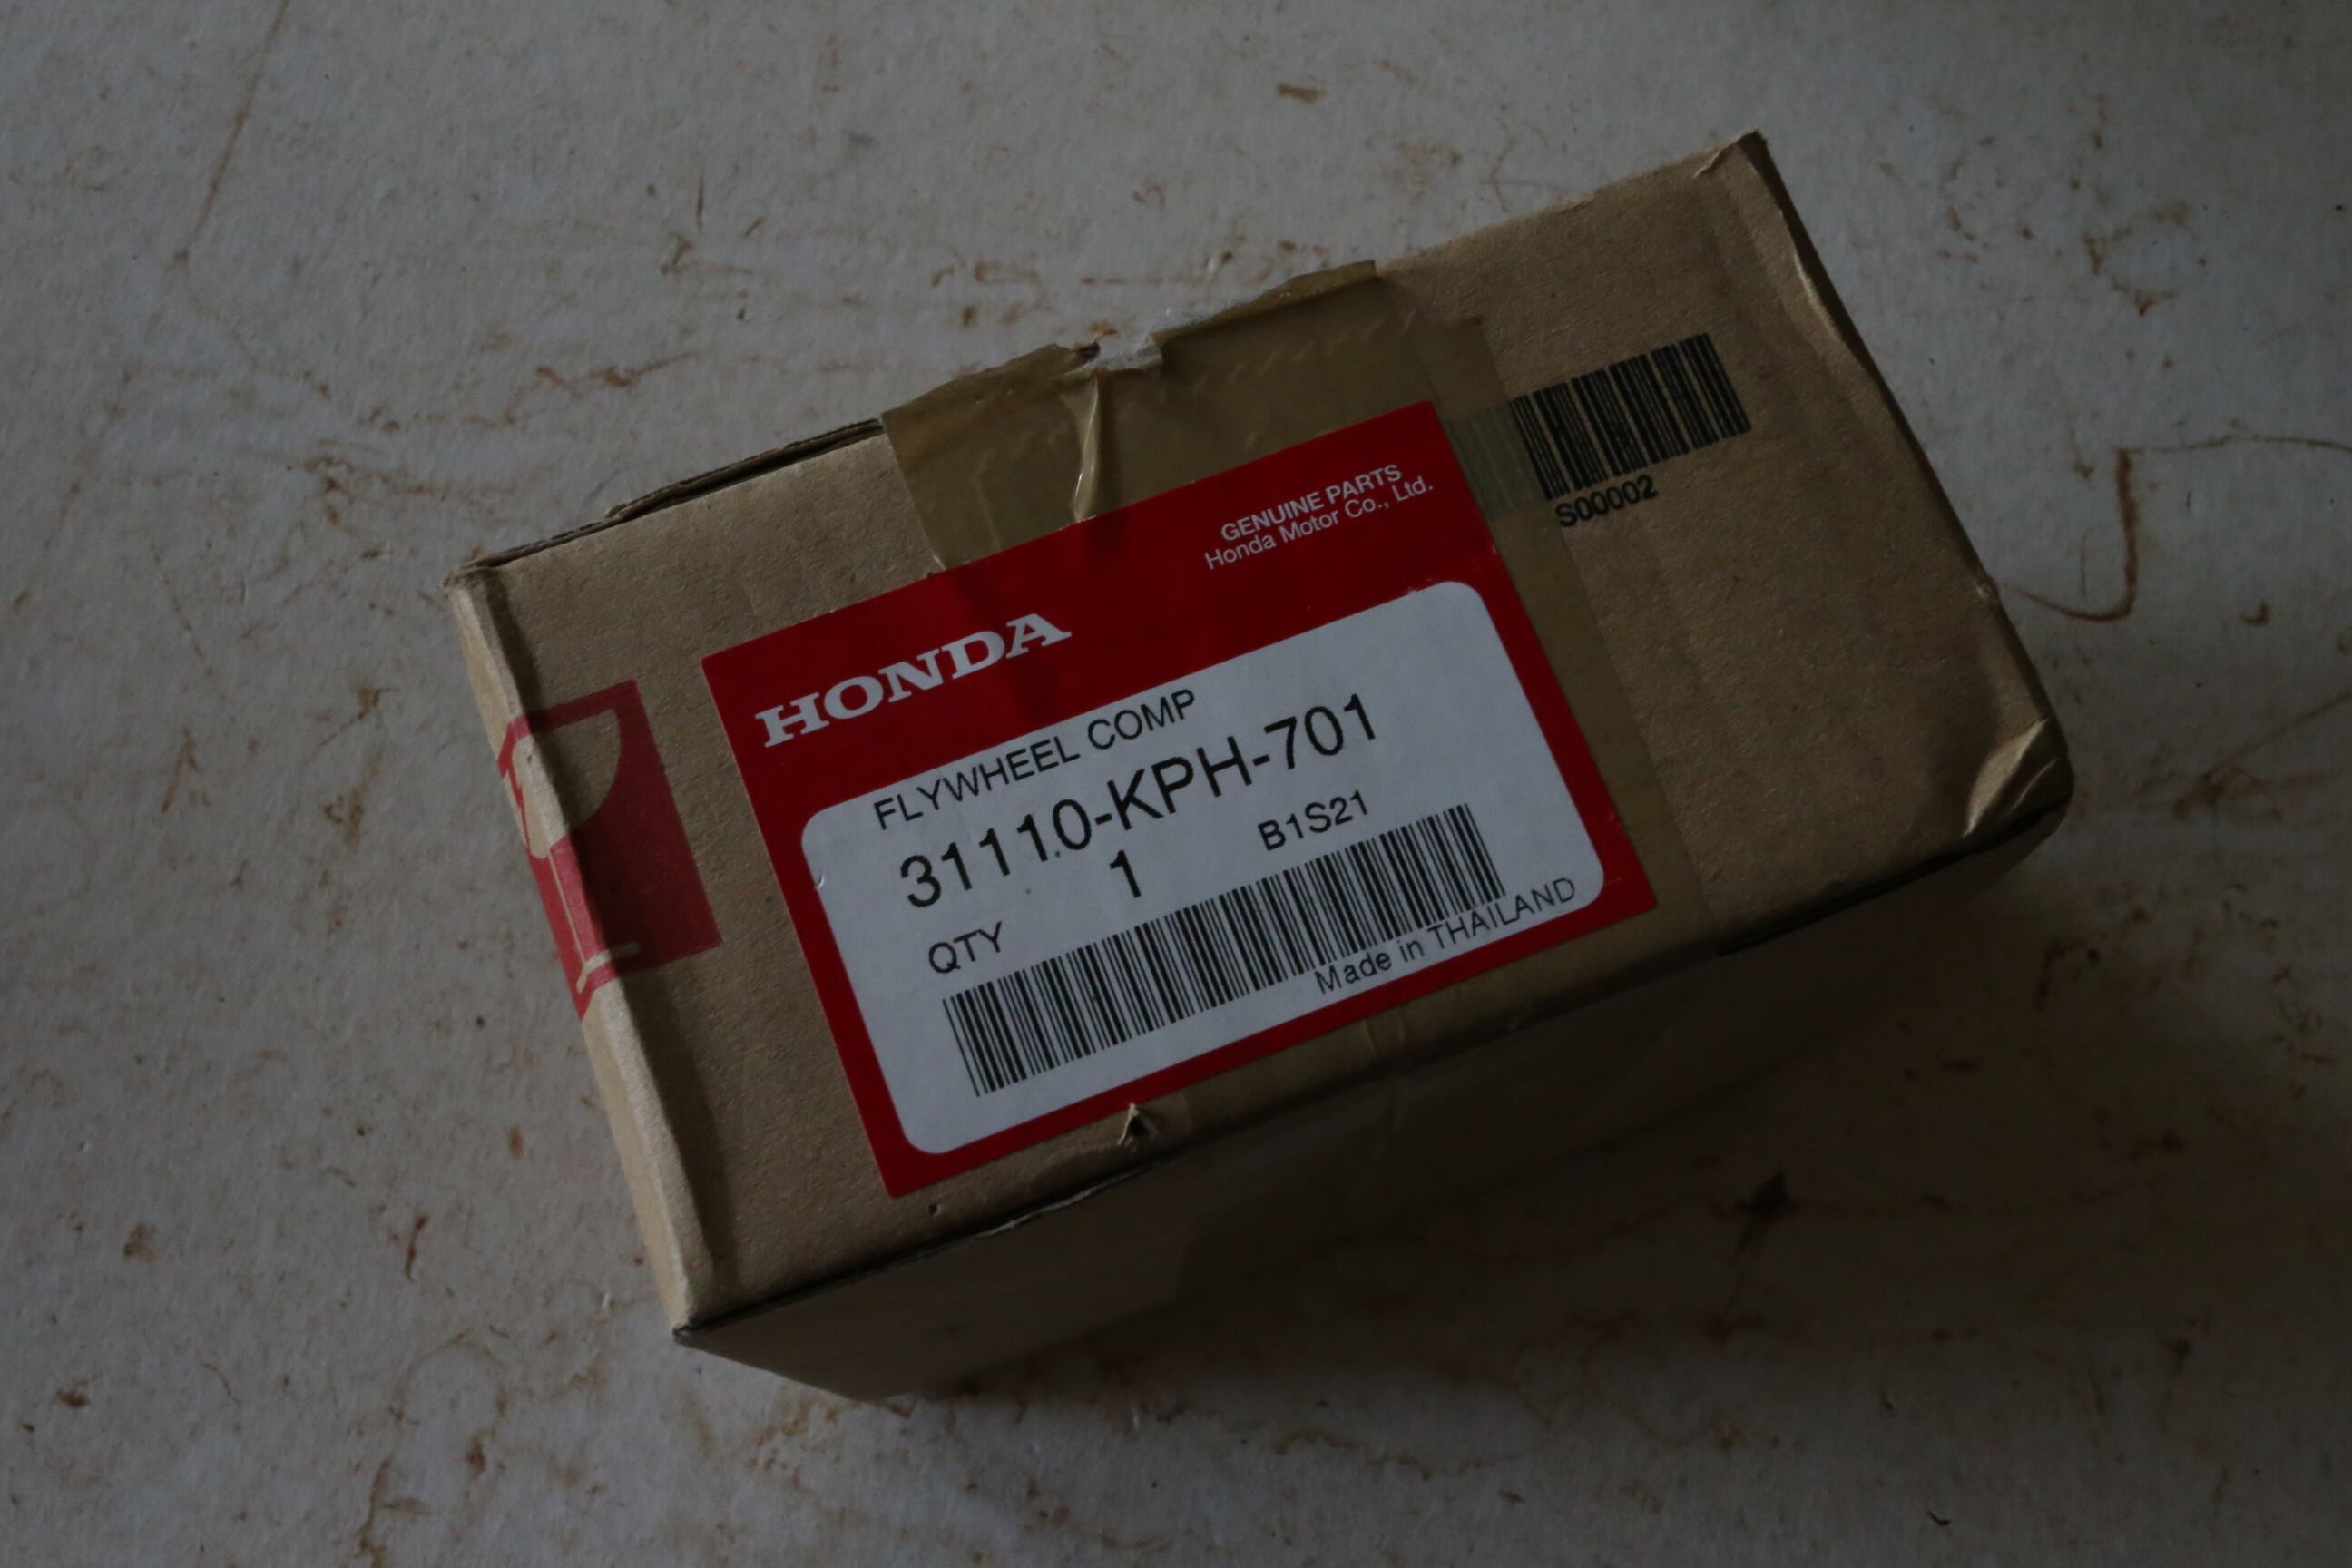 GENUINE PARTS
Honda Motor Co., Ltd.
HONDA
FLYWHEEL COMP
31110-KPH-701
QTY 1 B1S21
Made in THAILAND
S00002